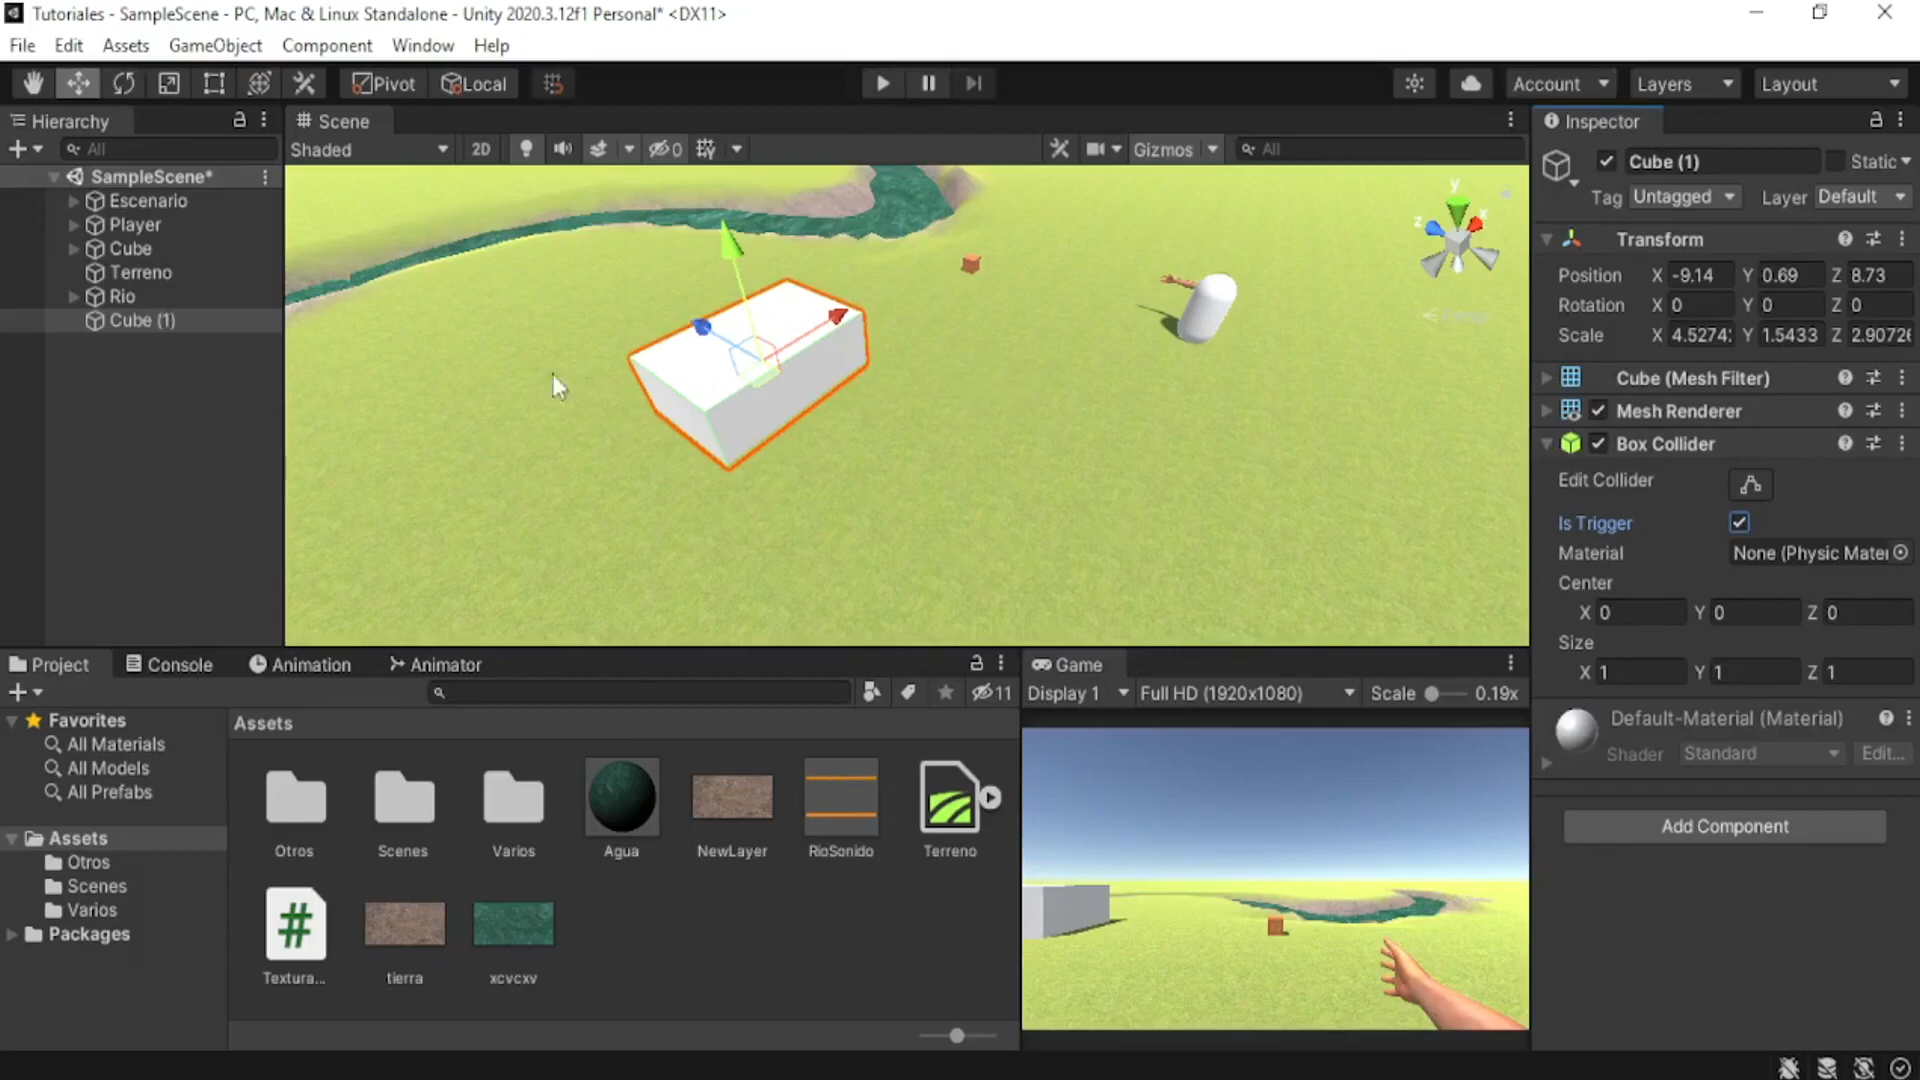 Tutoriales - SampleScene - PC, Mac & Linux Standalone - Unity 2020.3.12f1 Personal* <DX11>
File Edit Assets GameObject Component Window Help
Pivot Local Account Layers Layout
Hierarchy
All
SampleScene*
Escenario
Player
Cube
Terreno
Rio
Cube (1)
Scene
Shaded 2D 0 Gizmos All
y
x
z
Inspector
Cube (1) Static
Tag Untagged Layer Default
Transform
Position X -9.14 Y 0.69 Z 8.73
Rotation X 0 Y 0 Z 0
Scale X 4.5274: Y 1.5433 Z 2.90726
Cube (Mesh Filter)
Mesh Renderer
Box Collider
Edit Collider
Is Trigger
Material None (Physic Mater
Center
X 0 Y 0 Z 0
Size
X 1 Y 1 Z 1
Default-Material (Material)
Shader Standard Edit...
Add Component
Project Console Animation Animator
11
Favorites
All Materials
All Models
All Prefabs
Assets
Otros
Scenes
Varios
Packages
Assets
Otros Scenes Varios Agua NewLayer RioSonido Terreno
Textura... tierra xcvcxv
Game
Display 1 Full HD (1920x1080) Scale 0.19x